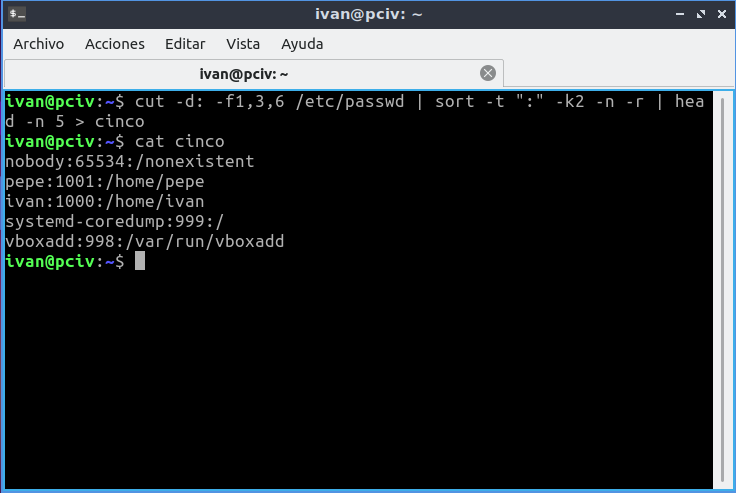 ivan@pciv: ~
Archivo Acciones Editar Vista Ayuda
ivan@pciv: ~
ivan@pciv:~$ cut -d: -f1,3,6 /etc/passwd | sort -t ":" -k2 -n -r | hea
d -n 5 > cinco
ivan@pciv:~$ cat cinco
nobody:65534:/nonexistent
pepe:1001:/home/pepe
ivan:1000:/home/ivan
systemd-coredump:999:/
vboxadd:998:/var/run/vboxadd
ivan@pciv:~$